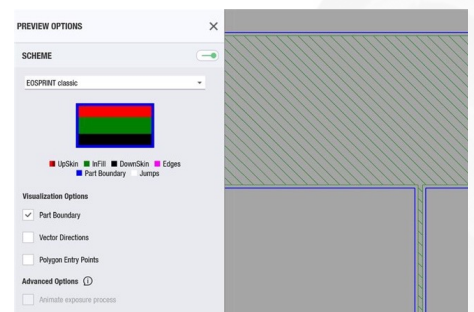 PREVIEW OPTIONS
SCHEME
EOSPRINT classic
UpSkin InFill DownSkin Edges
Part Boundary Jumps
Visualization Options
Part Boundary
Vector Directions
Polygon Entry Points
Advanced Options
Animate exposure process